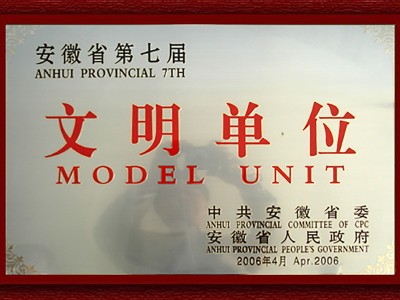 安徽省第七届
ANHUI PROVINCIAL 7TH
文明单位
MODEL UNIT
中共安徽省委
ANHUI PROVINCIAL COMMITTEE OF CPC
安徽省人民政府
ANHUI PROVINCIAL PEOPLE'S GOVERNMENT
2006年4月 Apr.2006